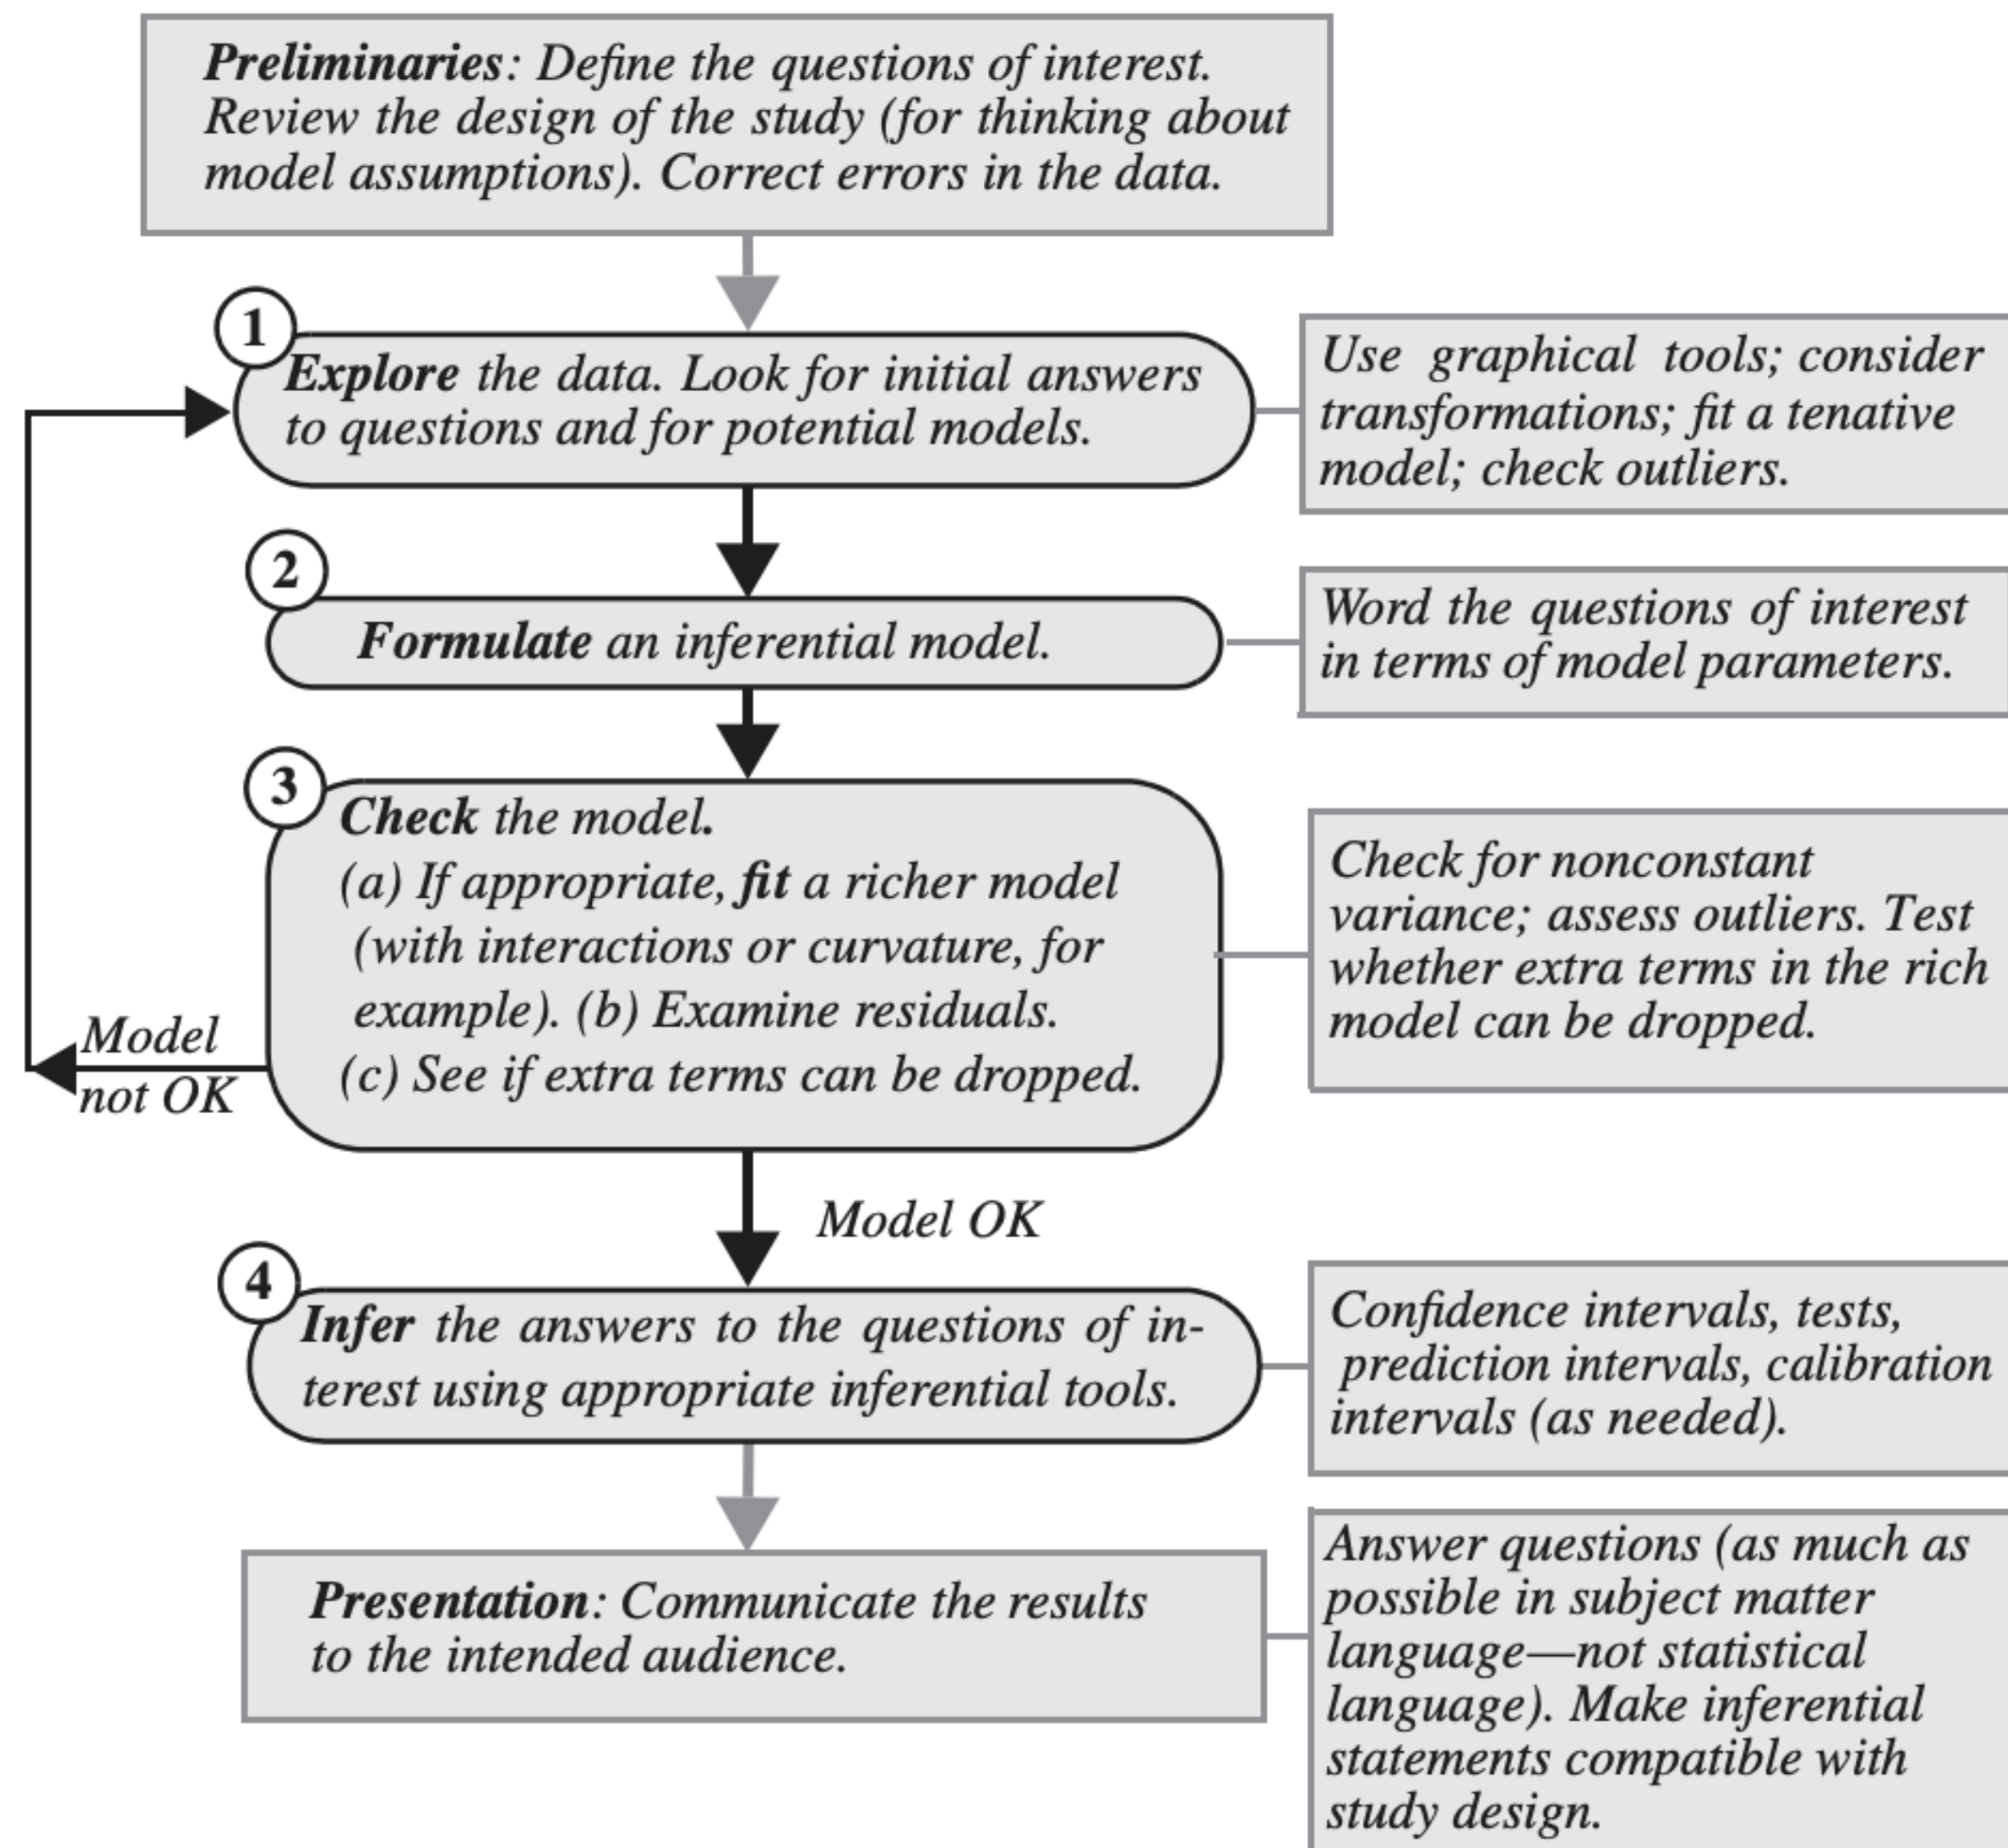 Preliminaries: Define the questions of interest.
Review the design of the study (for thinking about
model assumptions). Correct errors in the data.
1
Explore the data. Look for initial answers
to questions and for potential models.
Use graphical tools; consider
transformations; fit a tenative
model; check outliers.
2
Formulate an inferential model.
Word the questions of interest
in terms of model parameters.
3
Check the model.
(a) If appropriate, fit a richer model
(with interactions or curvature, for
example). (b) Examine residuals.
(c) See if extra terms can be dropped.
Check for nonconstant
variance; assess outliers. Test
whether extra terms in the rich
model can be dropped.
Model
not OK
Model OK
4
Infer the answers to the questions of in-
terest using appropriate inferential tools.
Confidence intervals, tests,
prediction intervals, calibration
intervals (as needed).
Presentation: Communicate the results
to the intended audience.
Answer questions (as much as
possible in subject matter
language—not statistical
language). Make inferential
statements compatible with
study design.